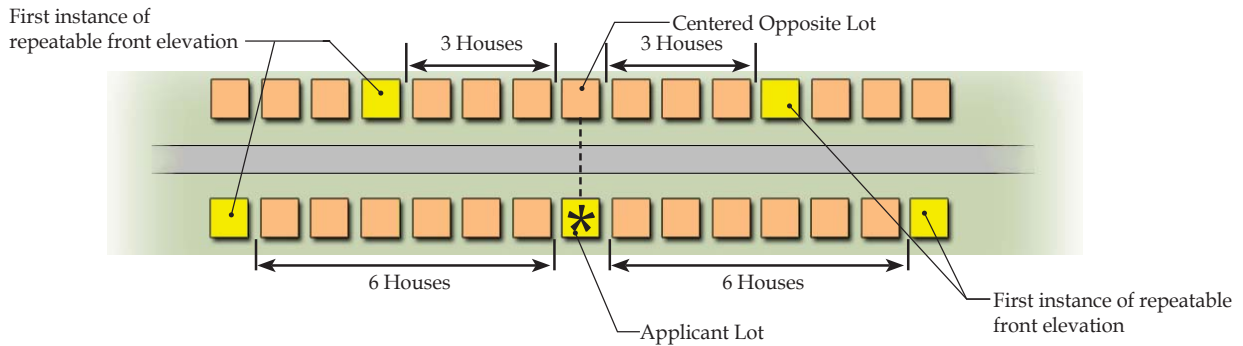 First instance of
repeatable front elevation
3 Houses
Centered Opposite Lot
3 Houses
*
6 Houses
6 Houses
Applicant Lot
First instance of repeatable
front elevation